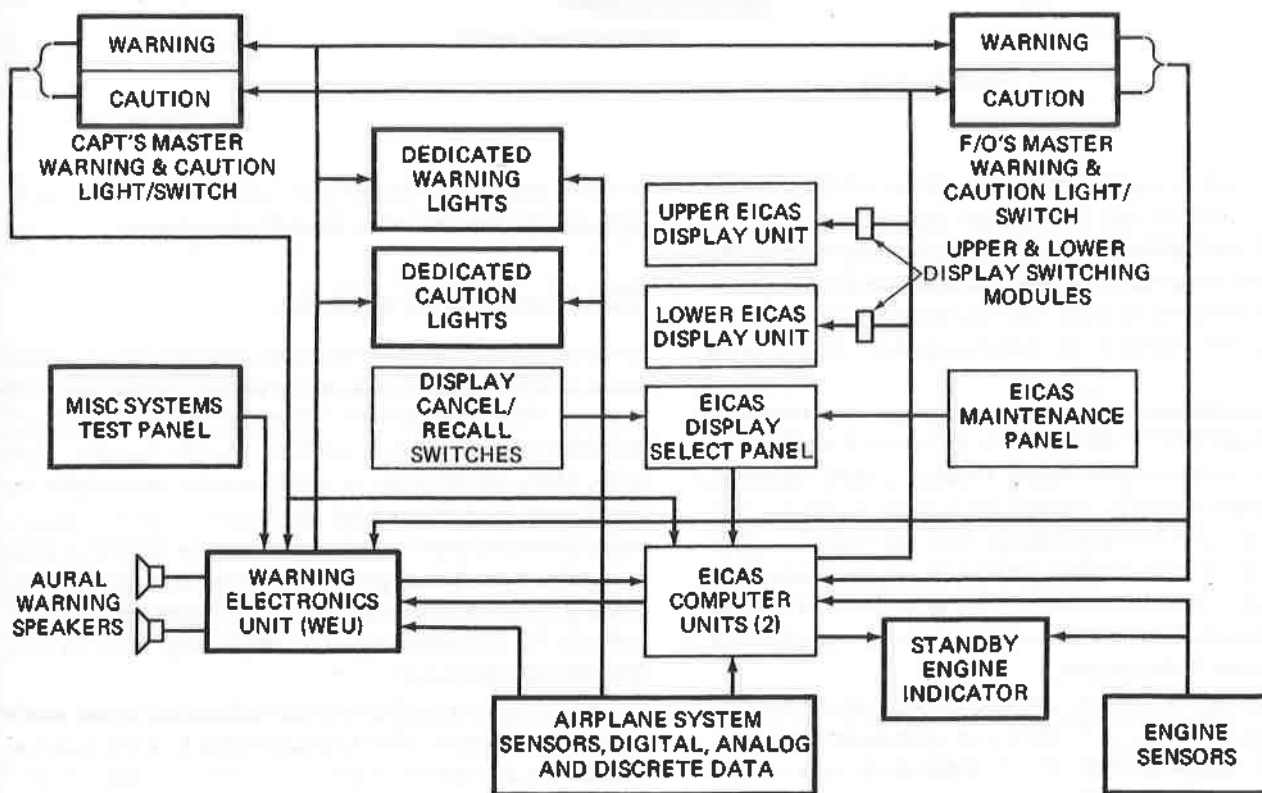 WARNING
CAUTION
CAPT'S MASTER
WARNING & CAUTION
LIGHT/SWITCH
WARNING
CAUTION
F/O'S MASTER
WARNING &
CAUTION LIGHT/
SWITCH
DEDICATED
WARNING
LIGHTS
UPPER EICAS
DISPLAY UNIT
UPPER & LOWER
DISPLAY SWITCHING
MODULES
DEDICATED
CAUTION
LIGHTS
LOWER EICAS
DISPLAY UNIT
MISC SYSTEMS
TEST PANEL
DISPLAY
CANCEL/
RECALL
SWITCHES
EICAS
DISPLAY
SELECT PANEL
EICAS
MAINTENANCE
PANEL
AURAL
WARNING
SPEAKERS
WARNING
ELECTRONICS
UNIT (WEU)
EICAS
COMPUTER
UNITS (2)
STANDBY
ENGINE
INDICATOR
AIRPLANE SYSTEM
SENSORS, DIGITAL, ANALOG
AND DISCRETE DATA
ENGINE
SENSORS